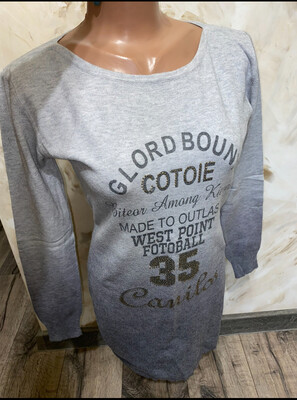 GLORD BOUN
COTOIE
Among
MADE TO OUTLAS
WEST POINT
FOTOBALL
35